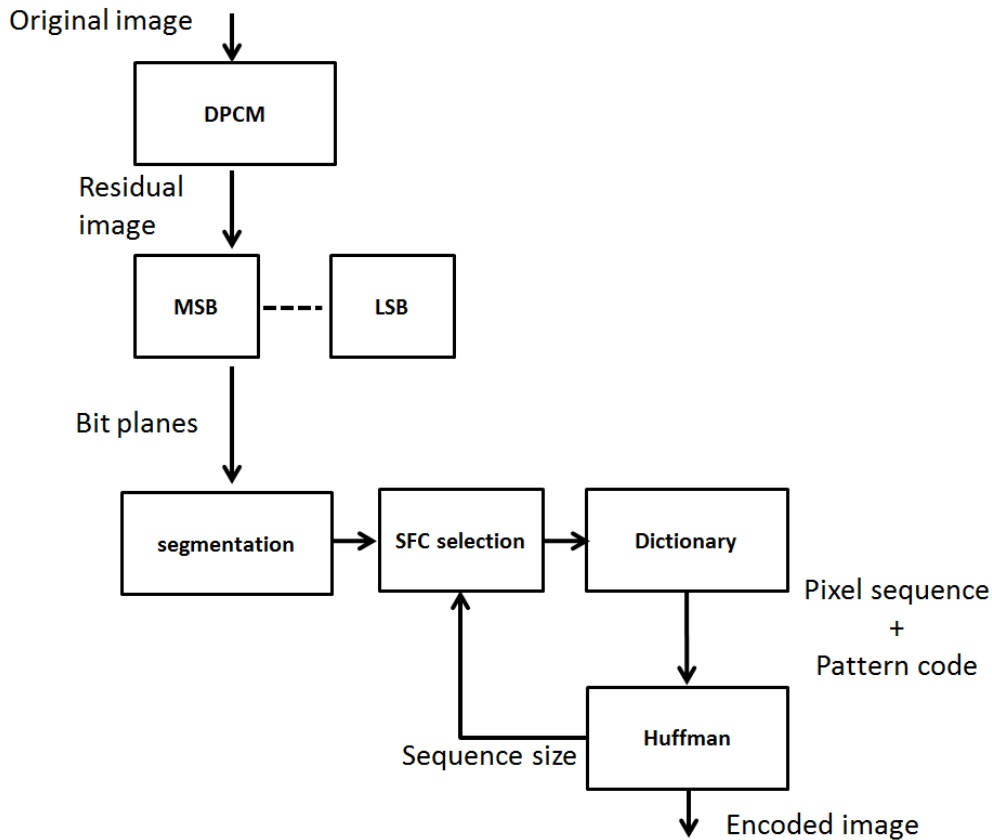 Original image
DPCM
Residual
image
MSB
LSB
Bit planes
segmentation
SFC selection
Dictionary
Pixel sequence
+
Pattern code
Huffman
Sequence size
Encoded image